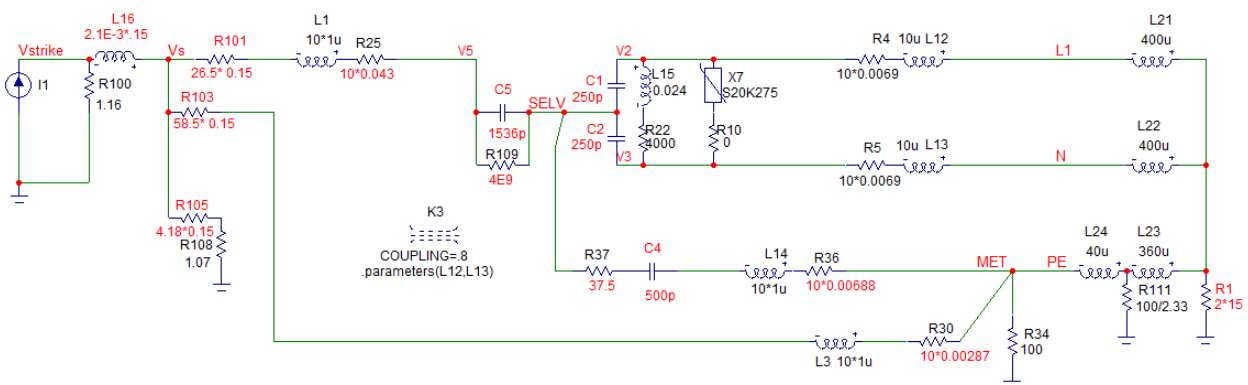 L16
2.1E-3*.15
Vstrike
Vs
I1
R100
1.16
R101
26.5* 0.15
L1
10*1u
R25
10*0.043
V5
R103
58.5* 0.15
R105
4.18*0.15
R108
1.07
C5
1536p
R109
4E9
SELV
K3
COUPLING=.8
.parameters(L12,L13)
V2
C1
250p
C2
250p
V3
L15
0.024
R22
4000
X7
S20K275
R10
0
R4
10*0.0069
10u L12
L1
L21
400u
R5
10*0.0069
10u L13
N
L22
400u
R37
37.5
C4
500p
L14
10*1u
R36
10*0.00688
MET
PE
L24
40u
L23
360u
R111
100/2.33
R1
2*15
L3 10*1u
R30
10*0.00287
R34
100